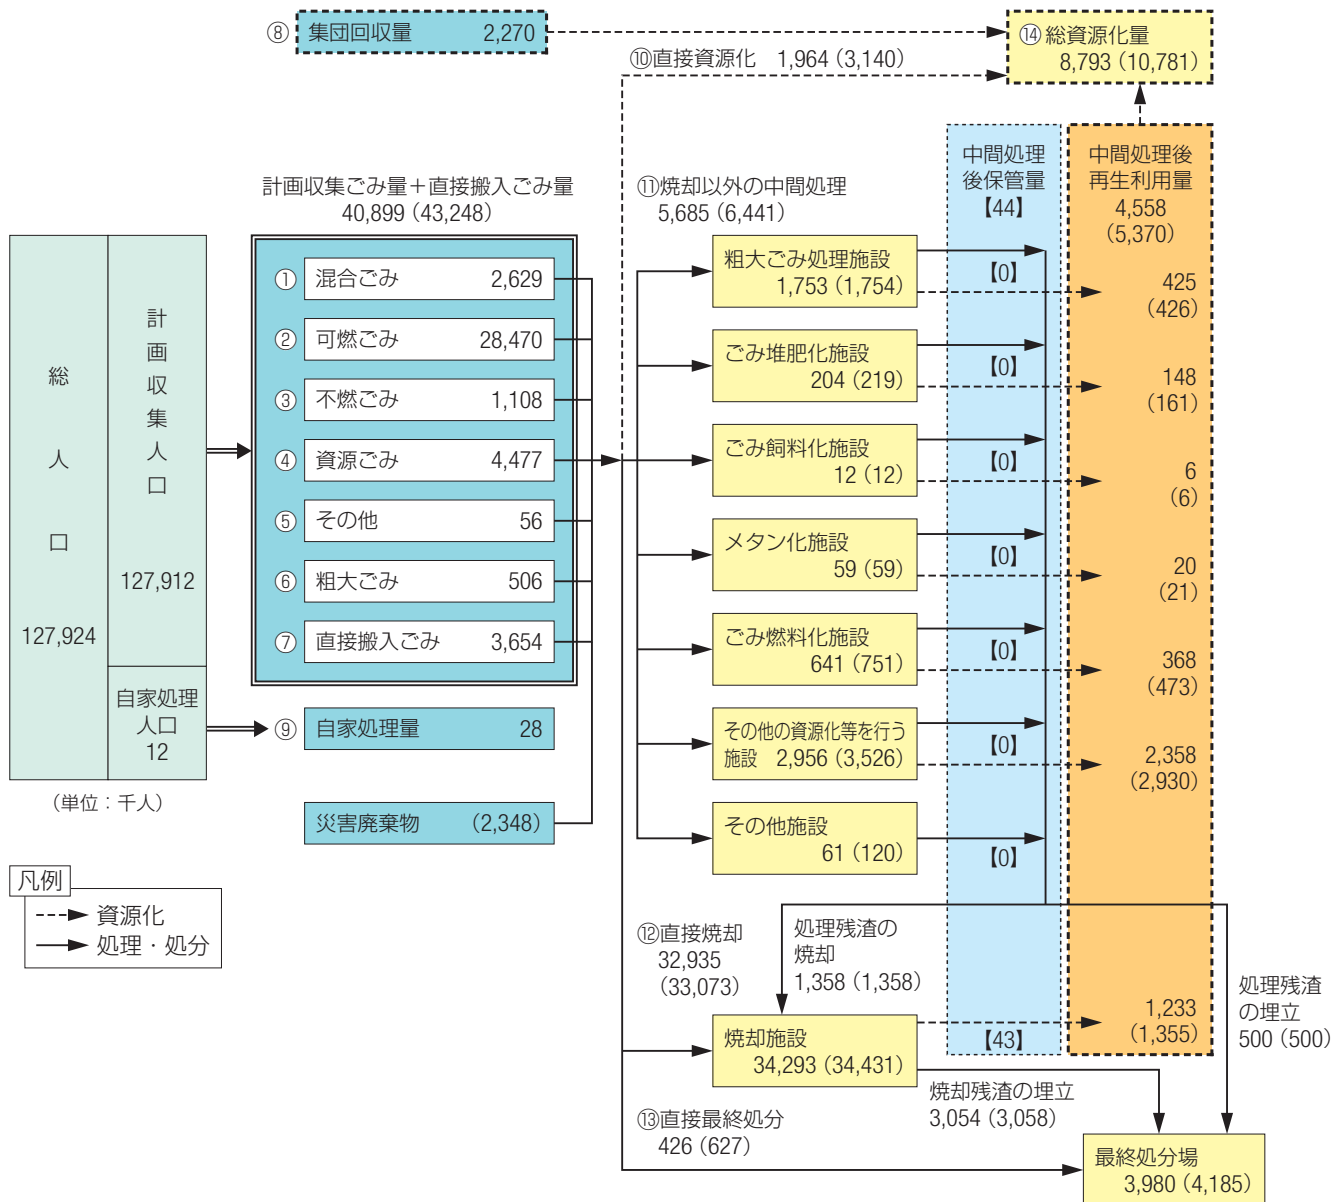 ⑧ 集団回収量 2,270
⑭ 総資源化量
8,793 (10,781)
⑩直接資源化 1,964 (3,140)
計画収集ごみ量＋直接搬入ごみ量
40,899 (43,248)
⑪焼却以外の中間処理
5,685 (6,441)
中間処理
後保管量
【44】
中間処理後
再生利用量
4,558
(5,370)
総人口
127,924
計画収集人口
127,912
自家処理
人口
12
(単位：千人)
① 混合ごみ 2,629
② 可燃ごみ 28,470
③ 不燃ごみ 1,108
④ 資源ごみ 4,477
⑤ その他 56
⑥ 粗大ごみ 506
⑦ 直接搬入ごみ 3,654
⑨ 自家処理量 28
災害廃棄物 (2,348)
粗大ごみ処理施設
1,753 (1,754)
【0】
425
(426)
ごみ堆肥化施設
204 (219)
【0】
148
(161)
ごみ飼料化施設
12 (12)
【0】
6
(6)
メタン化施設
59 (59)
【0】
20
(21)
ごみ燃料化施設
641 (751)
【0】
368
(473)
その他の資源化等を行う
施設 2,956 (3,526)
【0】
2,358
(2,930)
その他施設
61 (120)
【0】
凡例
資源化
処理・処分
⑫直接焼却
32,935
(33,073)
処理残渣の
焼却
1,358 (1,358)
焼却施設
34,293 (34,431)
【43】
1,233
(1,355)
処理残渣
の埋立
500 (500)
焼却残渣の埋立
3,054 (3,058)
⑬直接最終処分
426 (627)
最終処分場
3,980 (4,185)